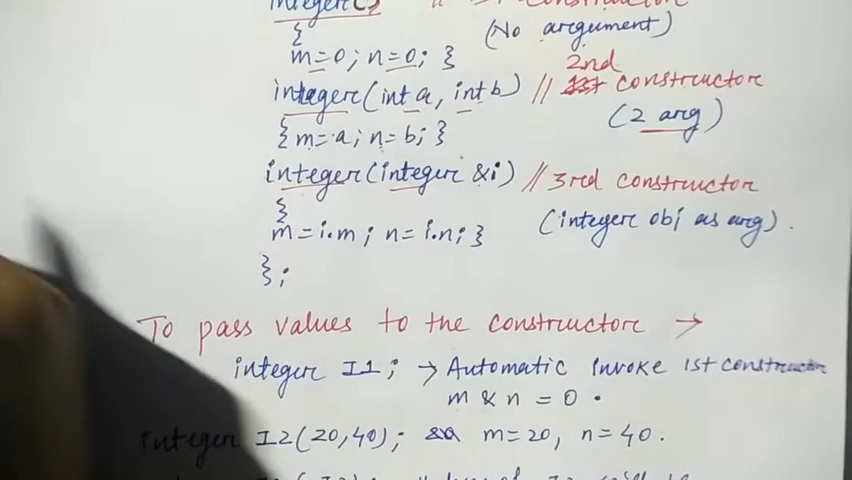 integer() // 1st constructor
{ (No argument)
m=0; n=0; }
integer(int a, int b) // 2nd constructor
(2 arg)
{m=a; n=b; }
integer(integer &i) // 3rd constructor
{
(integer obj as arg).
m=i.m; n=i.n; }
};
To pass values to the constructor →
integer I1; → Automatic invoke 1st constructor
m & n = 0.
integer I2(20,40); m=20, n=40.